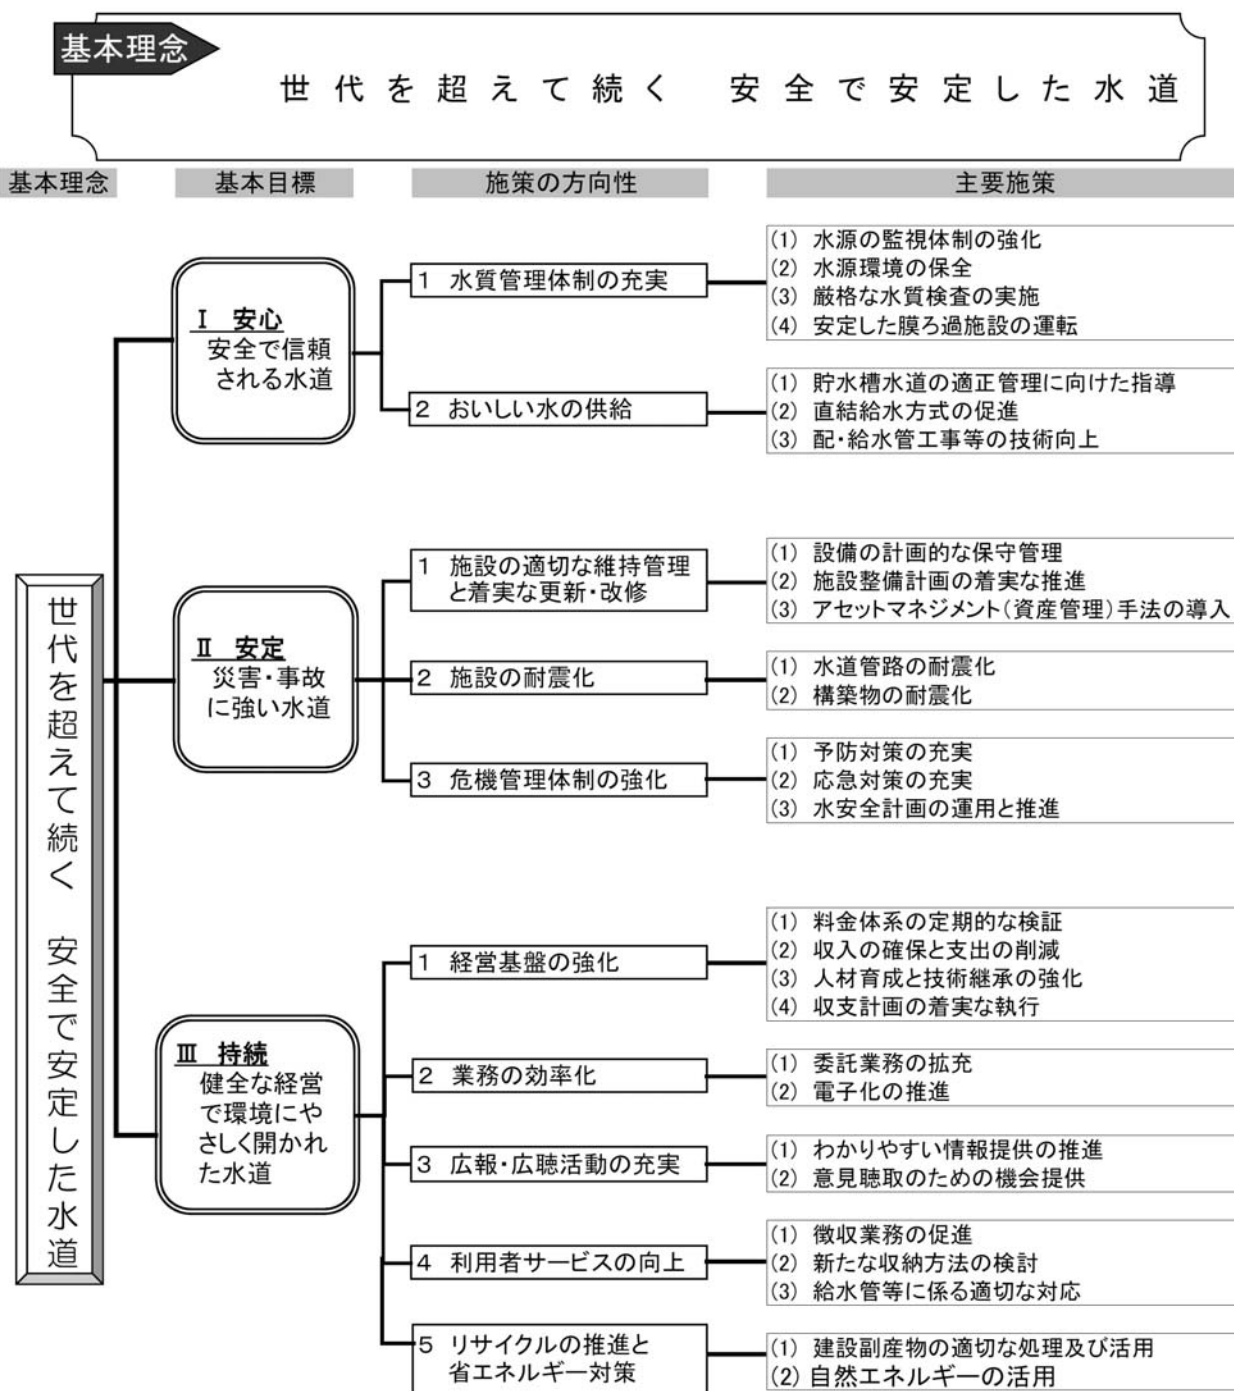 基本理念
世代を超えて続く 安全で安定した水道
基本理念 基本目標 施策の方向性 主要施策
世代を超えて続く 安全で安定した水道
Ⅰ 安心
安全で信頼
される水道
1 水質管理体制の充実
(1) 水源の監視体制の強化
(2) 水源環境の保全
(3) 厳格な水質検査の実施
(4) 安定した膜ろ過施設の運転
2 おいしい水の供給
(1) 貯水槽水道の適正管理に向けた指導
(2) 直結給水方式の促進
(3) 配・給水管工事等の技術向上
Ⅱ 安定
災害・事故
に強い水道
1 施設の適切な維持管理
と着実な更新・改修
(1) 設備の計画的な保守管理
(2) 施設整備計画の着実な推進
(3) アセットマネジメント(資産管理)手法の導入
2 施設の耐震化
(1) 水道管路の耐震化
(2) 構築物の耐震化
3 危機管理体制の強化
(1) 予防対策の充実
(2) 応急対策の充実
(3) 水安全計画の運用と推進
Ⅲ 持続
健全な経営
で環境にや
さしく開かれ
た水道
1 経営基盤の強化
(1) 料金体系の定期的な検証
(2) 収入の確保と支出の削減
(3) 人材育成と技術継承の強化
(4) 収支計画の着実な執行
2 業務の効率化
(1) 委託業務の拡充
(2) 電子化の推進
3 広報・広聴活動の充実
(1) わかりやすい情報提供の推進
(2) 意見聴取のための機会提供
4 利用者サービスの向上
(1) 徴収業務の促進
(2) 新たな収納方法の検討
(3) 給水管等に係る適切な対応
5 リサイクルの推進と
省エネルギー対策
(1) 建設副産物の適切な処理及び活用
(2) 自然エネルギーの活用